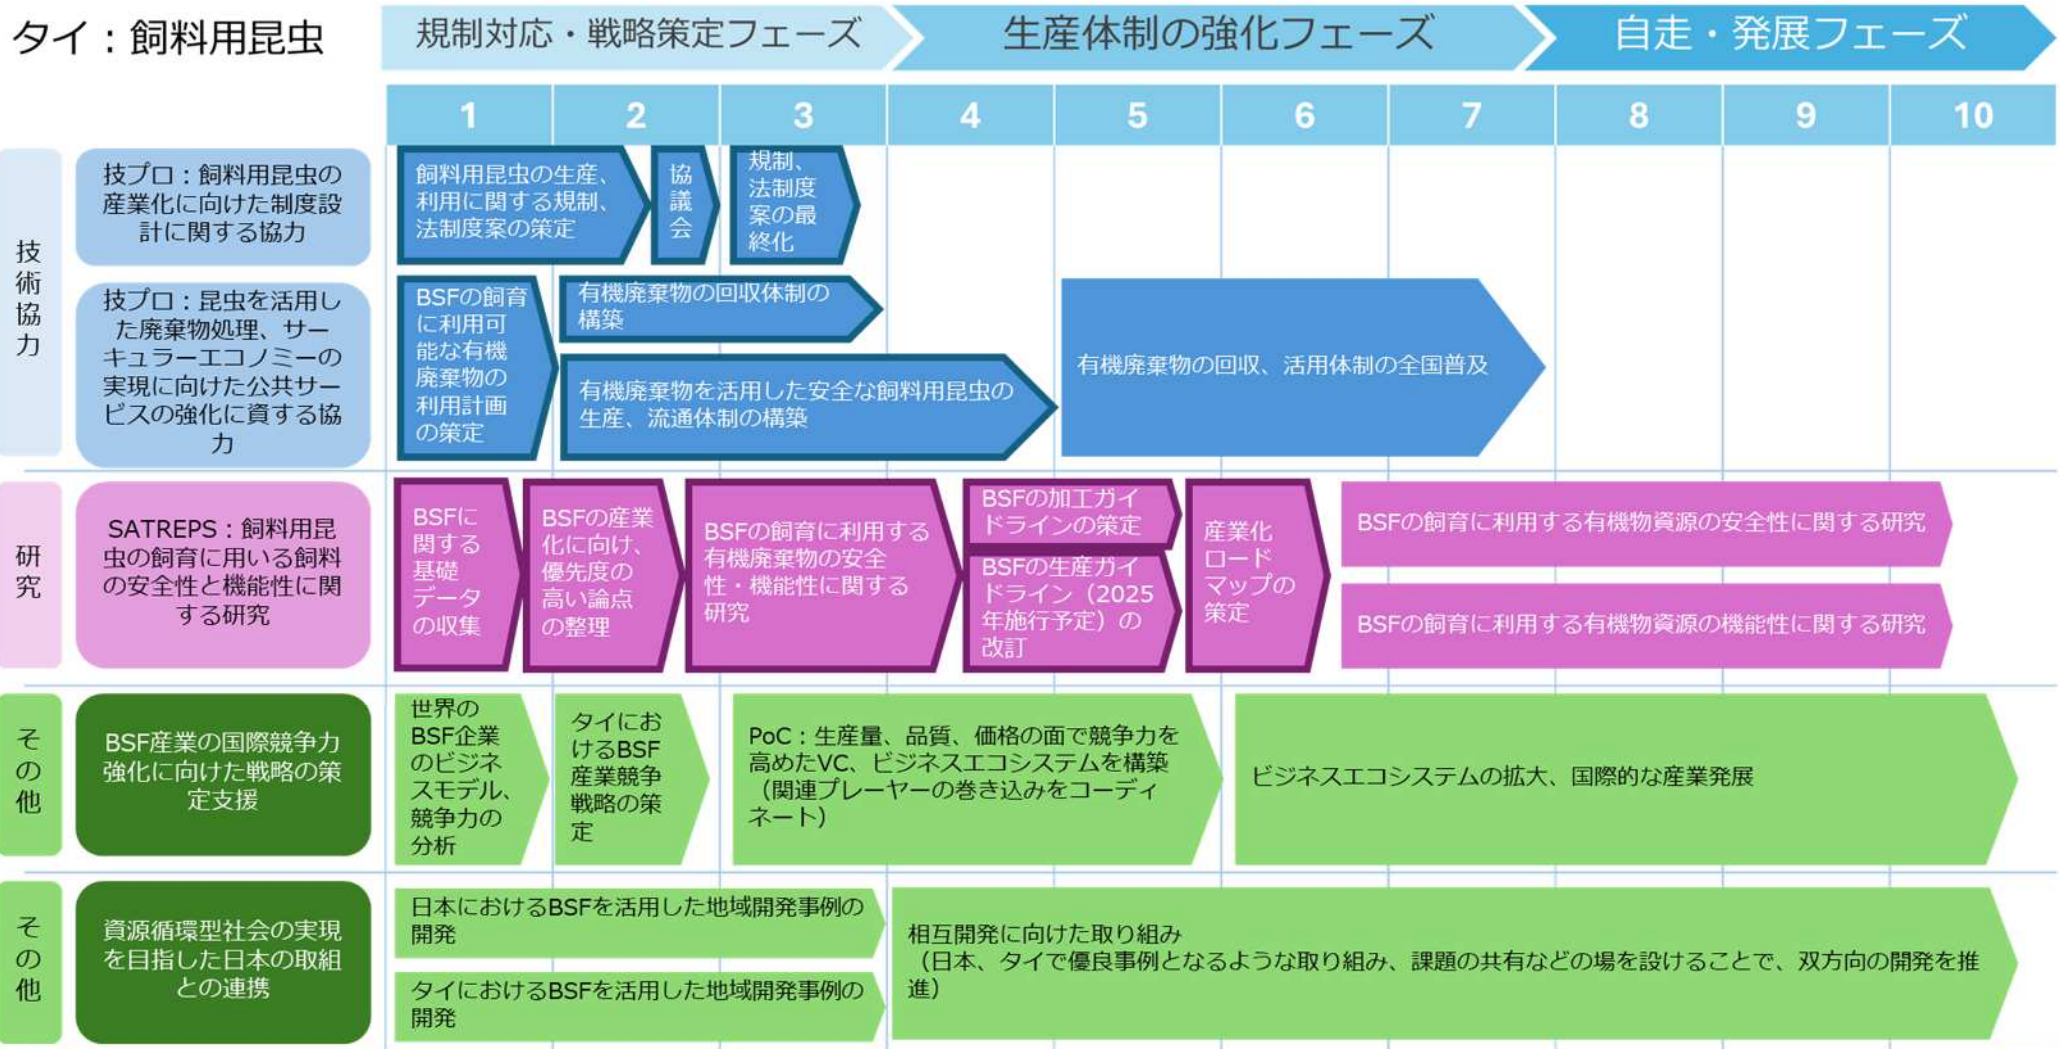 タイ：飼料用昆虫
規制対応・戦略策定フェーズ
生産体制の強化フェーズ
自走・発展フェーズ
1
2
3
4
5
6
7
8
9
10
技
術
協
力
技プロ：飼料用昆虫の
産業化に向けた制度設
計に関する協力
飼料用昆虫の生産、
利用に関する規制、
法制度案の策定
協
議
会
規制、
法制度
案の最
終化
技プロ：昆虫を活用し
た廃棄物処理、サー
キュラーエコノミーの
実現に向けた公共サー
ビスの強化に資する協
力
BSFの飼育
に利用可
能な有機
廃棄物の
利用計画
の策定
有機廃棄物の回収体制の
構築
有機廃棄物を活用した安全な飼料用昆虫の
生産、流通体制の構築
有機廃棄物の回収、活用体制の全国普及
研
究
SATREPS：飼料用昆
虫の飼育に用いる飼料
の安全性と機能性に関
する研究
BSFに
関する
基礎
データ
の収集
BSFの産業
化に向け、
優先度の
高い論点
の整理
BSFの飼育に利用する
有機廃棄物の安全
性・機能性に関する
研究
BSFの加工ガイ
ドラインの策定
BSFの生産ガイ
ドライン（2025
年施行予定）の
改訂
産業化
ロード
マップの
策定
BSFの飼育に利用する有機物資源の安全性に関する研究
BSFの飼育に利用する有機物資源の機能性に関する研究
そ
の
他
BSF産業の国際競争力
強化に向けた戦略の策
定支援
世界の
BSF企業
のビジネ
スモデル、
競争力の
分析
タイにお
けるBSF
産業競争
戦略の策
定
PoC：生産量、品質、価格の面で競争力を
高めたVC、ビジネスエコシステムを構築
（関連プレーヤーの巻き込みをコーディ
ネート）
ビジネスエコシステムの拡大、国際的な産業発展
そ
の
他
資源循環型社会の実現
を目指した日本の取組
との連携
日本におけるBSFを活用した地域開発事例の
開発
タイにおけるBSFを活用した地域開発事例の
開発
相互開発に向けた取り組み
（日本、タイで優良事例となるような取り組み、課題の共有などの場を設けることで、双方向の開発を推
進）